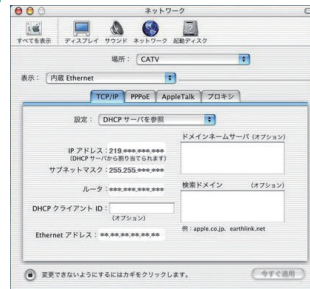 ネットワーク
すべてを表示 ディスプレイ サウンド ネットワーク 起動ディスク
場所： CATV
表示： 内蔵 Ethernet
TCP/IP PPPoE AppleTalk プロキシ
設定： DHCP サーバを参照
ドメインネームサーバ (オプション)
IP アドレス：219.***.***.***
(DHCP サーバから割り当てられます)
サブネットマスク：255.255.***.***
ルータ：***.***.***.***
検索ドメイン (オプション)
DHCP クライアント ID：
(オプション)
例：apple.co.jp, earthlink.net
Ethernet アドレス：**.**.**.**.**.**
変更できないようにするにはカギをクリックします。
今すぐ適用